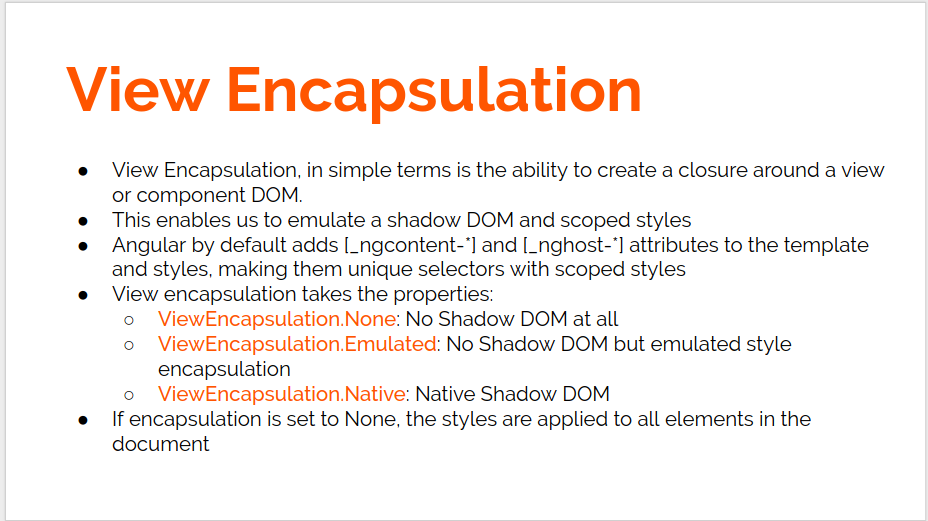 View Encapsulation
● View Encapsulation, in simple terms is the ability to create a closure around a view
or component DOM.
● This enables us to emulate a shadow DOM and scoped styles
● Angular by default adds [_ngcontent-*] and [_nghost-*] attributes to the template
and styles, making them unique selectors with scoped styles
● View encapsulation takes the properties:
○ ViewEncapsulation.None: No Shadow DOM at all
○ ViewEncapsulation.Emulated: No Shadow DOM but emulated style
encapsulation
○ ViewEncapsulation.Native: Native Shadow DOM
● If encapsulation is set to None, the styles are applied to all elements in the
document